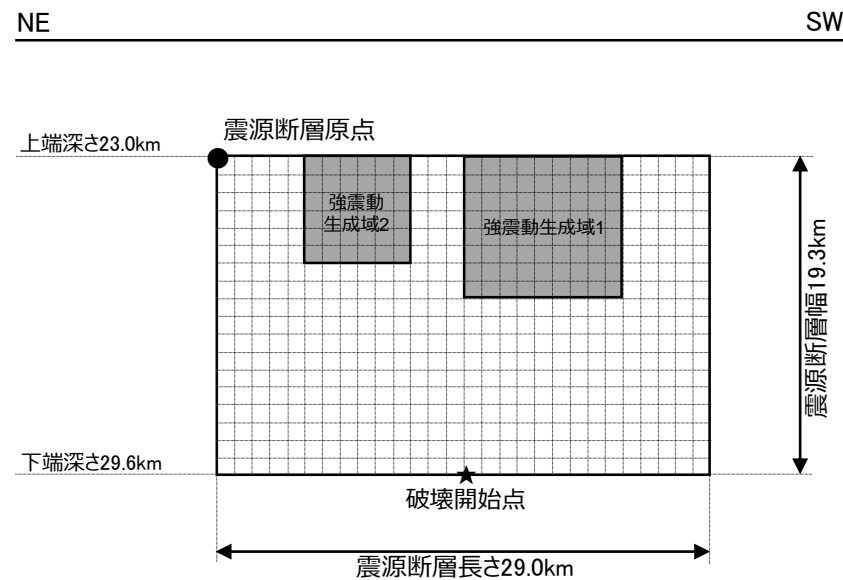 NE
SW
震源断層原点
上端深さ23.0km
強震動
生成域2
強震動生成域1
震源断層幅19.3km
下端深さ29.6km
破壊開始点
震源断層長さ29.0km